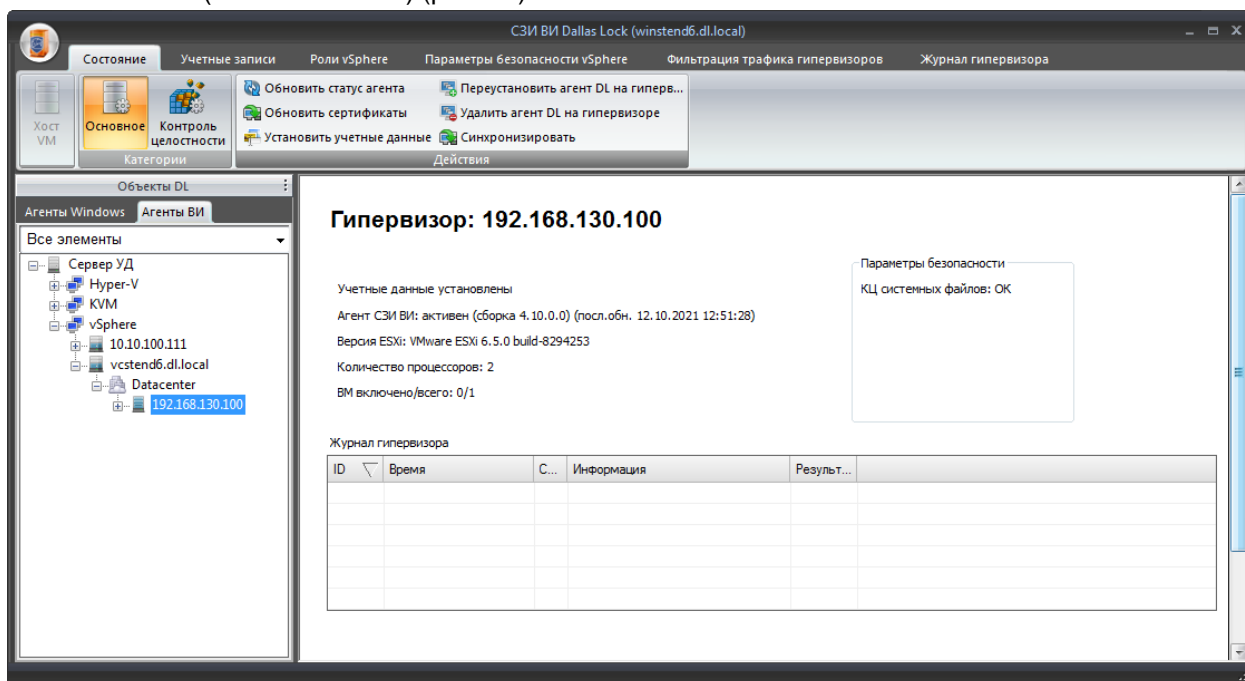 СЗИ ВИ Dallas Lock (winstend6.dl.local)
Состояние Учетные записи Роли vSphere Параметры безопасности vSphere Фильтрация трафика гипервизоров Журнал гипервизора
Хост VM
Основное
Контроль целостности
Категории
Обновить статус агента
Обновить сертификаты
Установить учетные данные
Переустановить агент DL на гиперв...
Удалить агент DL на гипервизоре
Синхронизировать
Действия
Объекты DL
Агенты Windows Агенты ВИ
Все элементы
Сервер УД
Hyper-V
KVM
vSphere
10.10.100.111
vcstend6.dl.local
Datacenter
192.168.130.100
Гипервизор: 192.168.130.100
Учетные данные установлены
Агент СЗИ ВИ: активен (сборка 4.10.0.0) (посл.обн. 12.10.2021 12:51:28)
Версия ESXi: VMware ESXi 6.5.0 build-8294253
Количество процессоров: 2
ВМ включено/всего: 0/1
Параметры безопасности
КЦ системных файлов: ОК
Журнал гипервизора
ID Время С... Информация Результ...